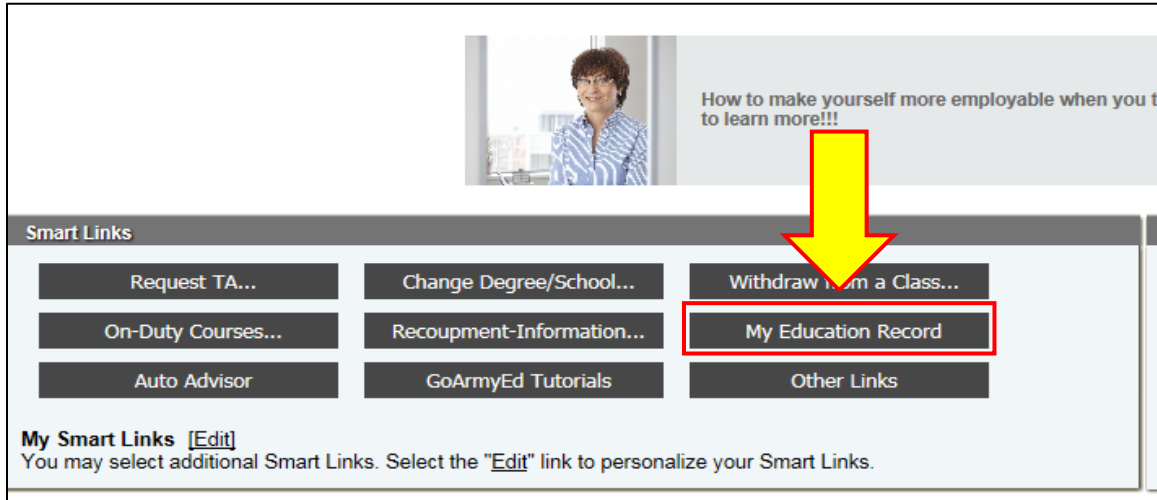 How to make yourself more employable when you t
to learn more!!!
Smart Links
Request TA...
Change Degree/School...
Withdraw from a Class...
On-Duty Courses...
Recoupment-Information...
My Education Record
Auto Advisor
GoArmyEd Tutorials
Other Links
My Smart Links [Edit]
You may select additional Smart Links. Select the "Edit" link to personalize your Smart Links.